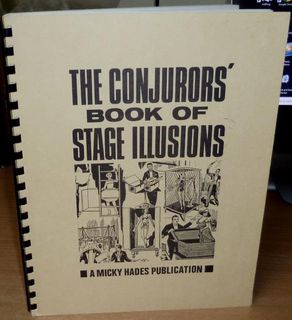 THE CONJURORS'
BOOK OF
STAGE ILLUSIONS
A MICKY HADES PUBLICATION